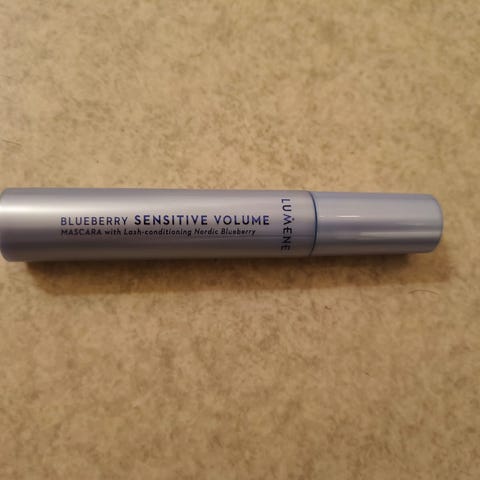 BLUEBERRY SENSITIVE VOLUME
MASCARA with Lash-conditioning Nordic Blueberry
LUMENE